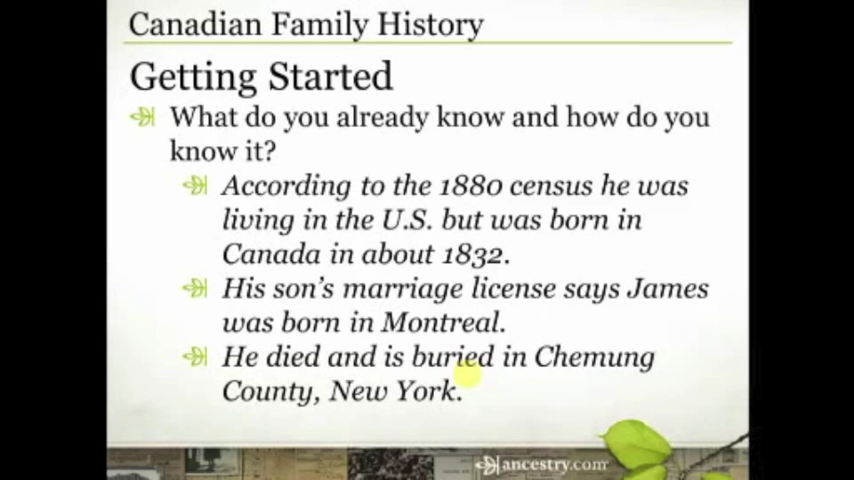 Canadian Family History
Getting Started
What do you already know and how do you
know it?
According to the 1880 census he was
living in the U.S. but was born in
Canada in about 1832.
His son's marriage license says James
was born in Montreal.
He died and is buried in Chemung
County, New York.
ancestry.com